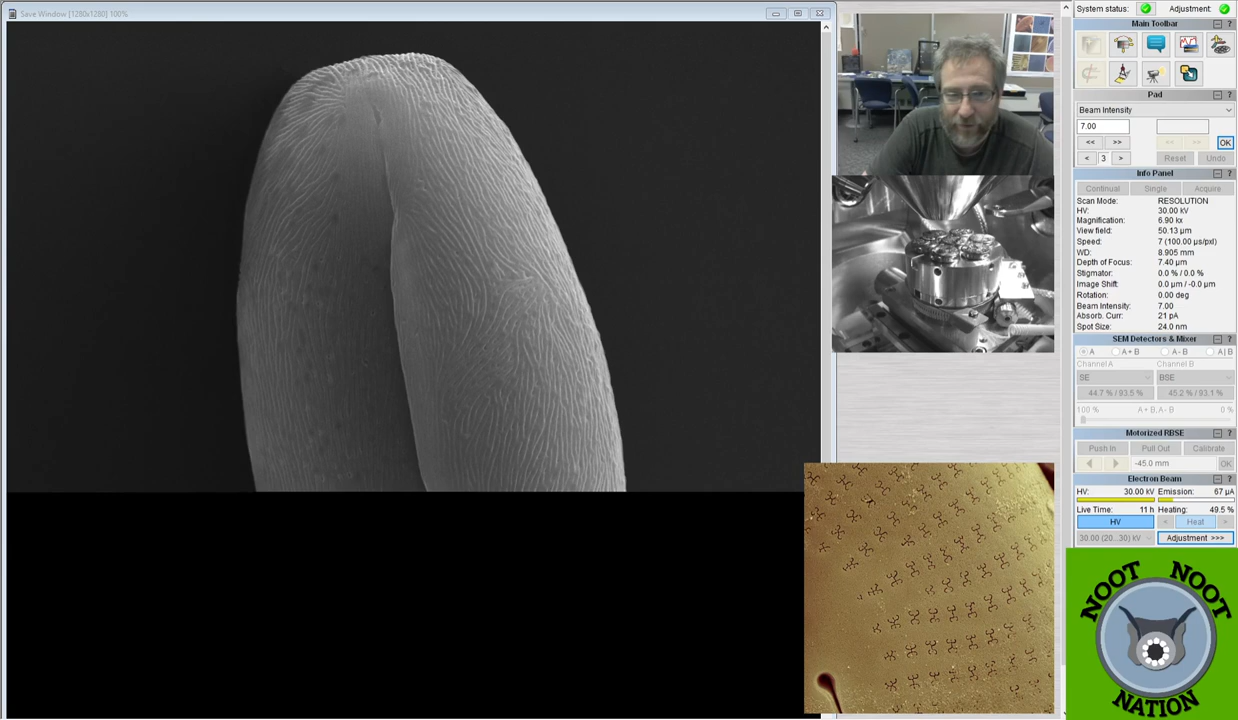 Save Window [1280x1280] 100%
System status: Adjustment:
Main Toolbar
Pad
Beam Intensity
7.00
<< >> << >> OK
< 3 > Reset Undo
Info Panel
Continual Single Acquire
Scan Mode: RESOLUTION
HV: 30.00 kV
Magnification: 6.90 kx
View field: 50.13 µm
Speed: 7 (100.00 µs/pxl)
WD: 8.905 mm
Depth of Focus: 7.40 µm
Stigmator: 0.0 % / 0.0 %
Image Shift: 0.0 µm / -0.0 µm
Rotation: 0.00 deg
Beam Intensity: 7.00
Absorb. Curr: 21 pA
Spot Size: 24.0 nm
SEM Detectors & Mixer
A A + B A - B A | B
Channel A Channel B
SE BSE
44.7 % / 93.5 % 45.2 % / 93.1 %
100 % A + B, A - B 0 %
Motorized RBSE
Push In Pull Out Calibrate
-45.0 mm OK
Electron Beam
HV: 30.00 kV Emission: 67 µA
Live Time: 11 h Heating: 49.5 %
HV < Heat >
30.00 (20...30) kV Adjustment >>>
NOOT NOOT
NATION